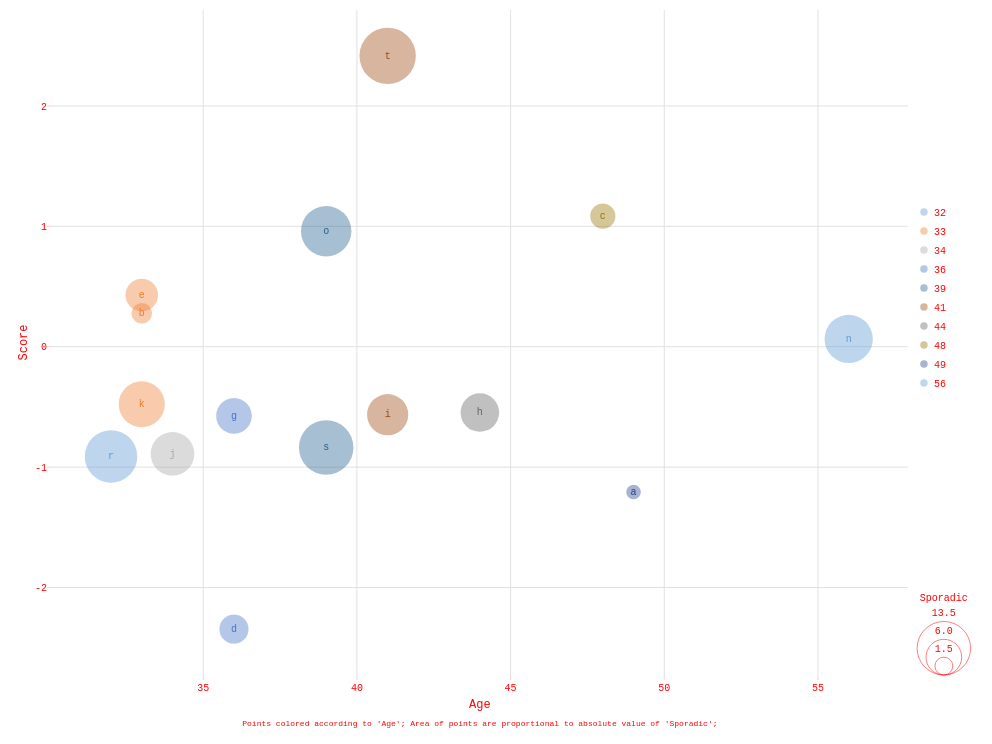 t
2
c
1
o
e
b
n
0
Score
k
h
i
g
s
j
r
-1
a
-2
d
35
40
45
50
55
Age
32
33
34
36
39
41
44
48
49
56
Sporadic
13.5
6.0
1.5
Points colored according to 'Age'; Area of points are proportional to absolute value of 'Sporadic';